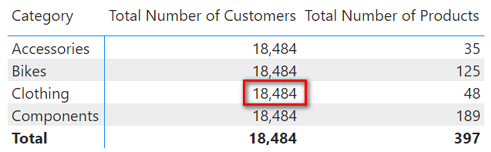 Category Total Number of Customers Total Number of Products
Accessories 18,484 35
Bikes 18,484 125
Clothing 18,484 48
Components 18,484 189
Total 18,484 397